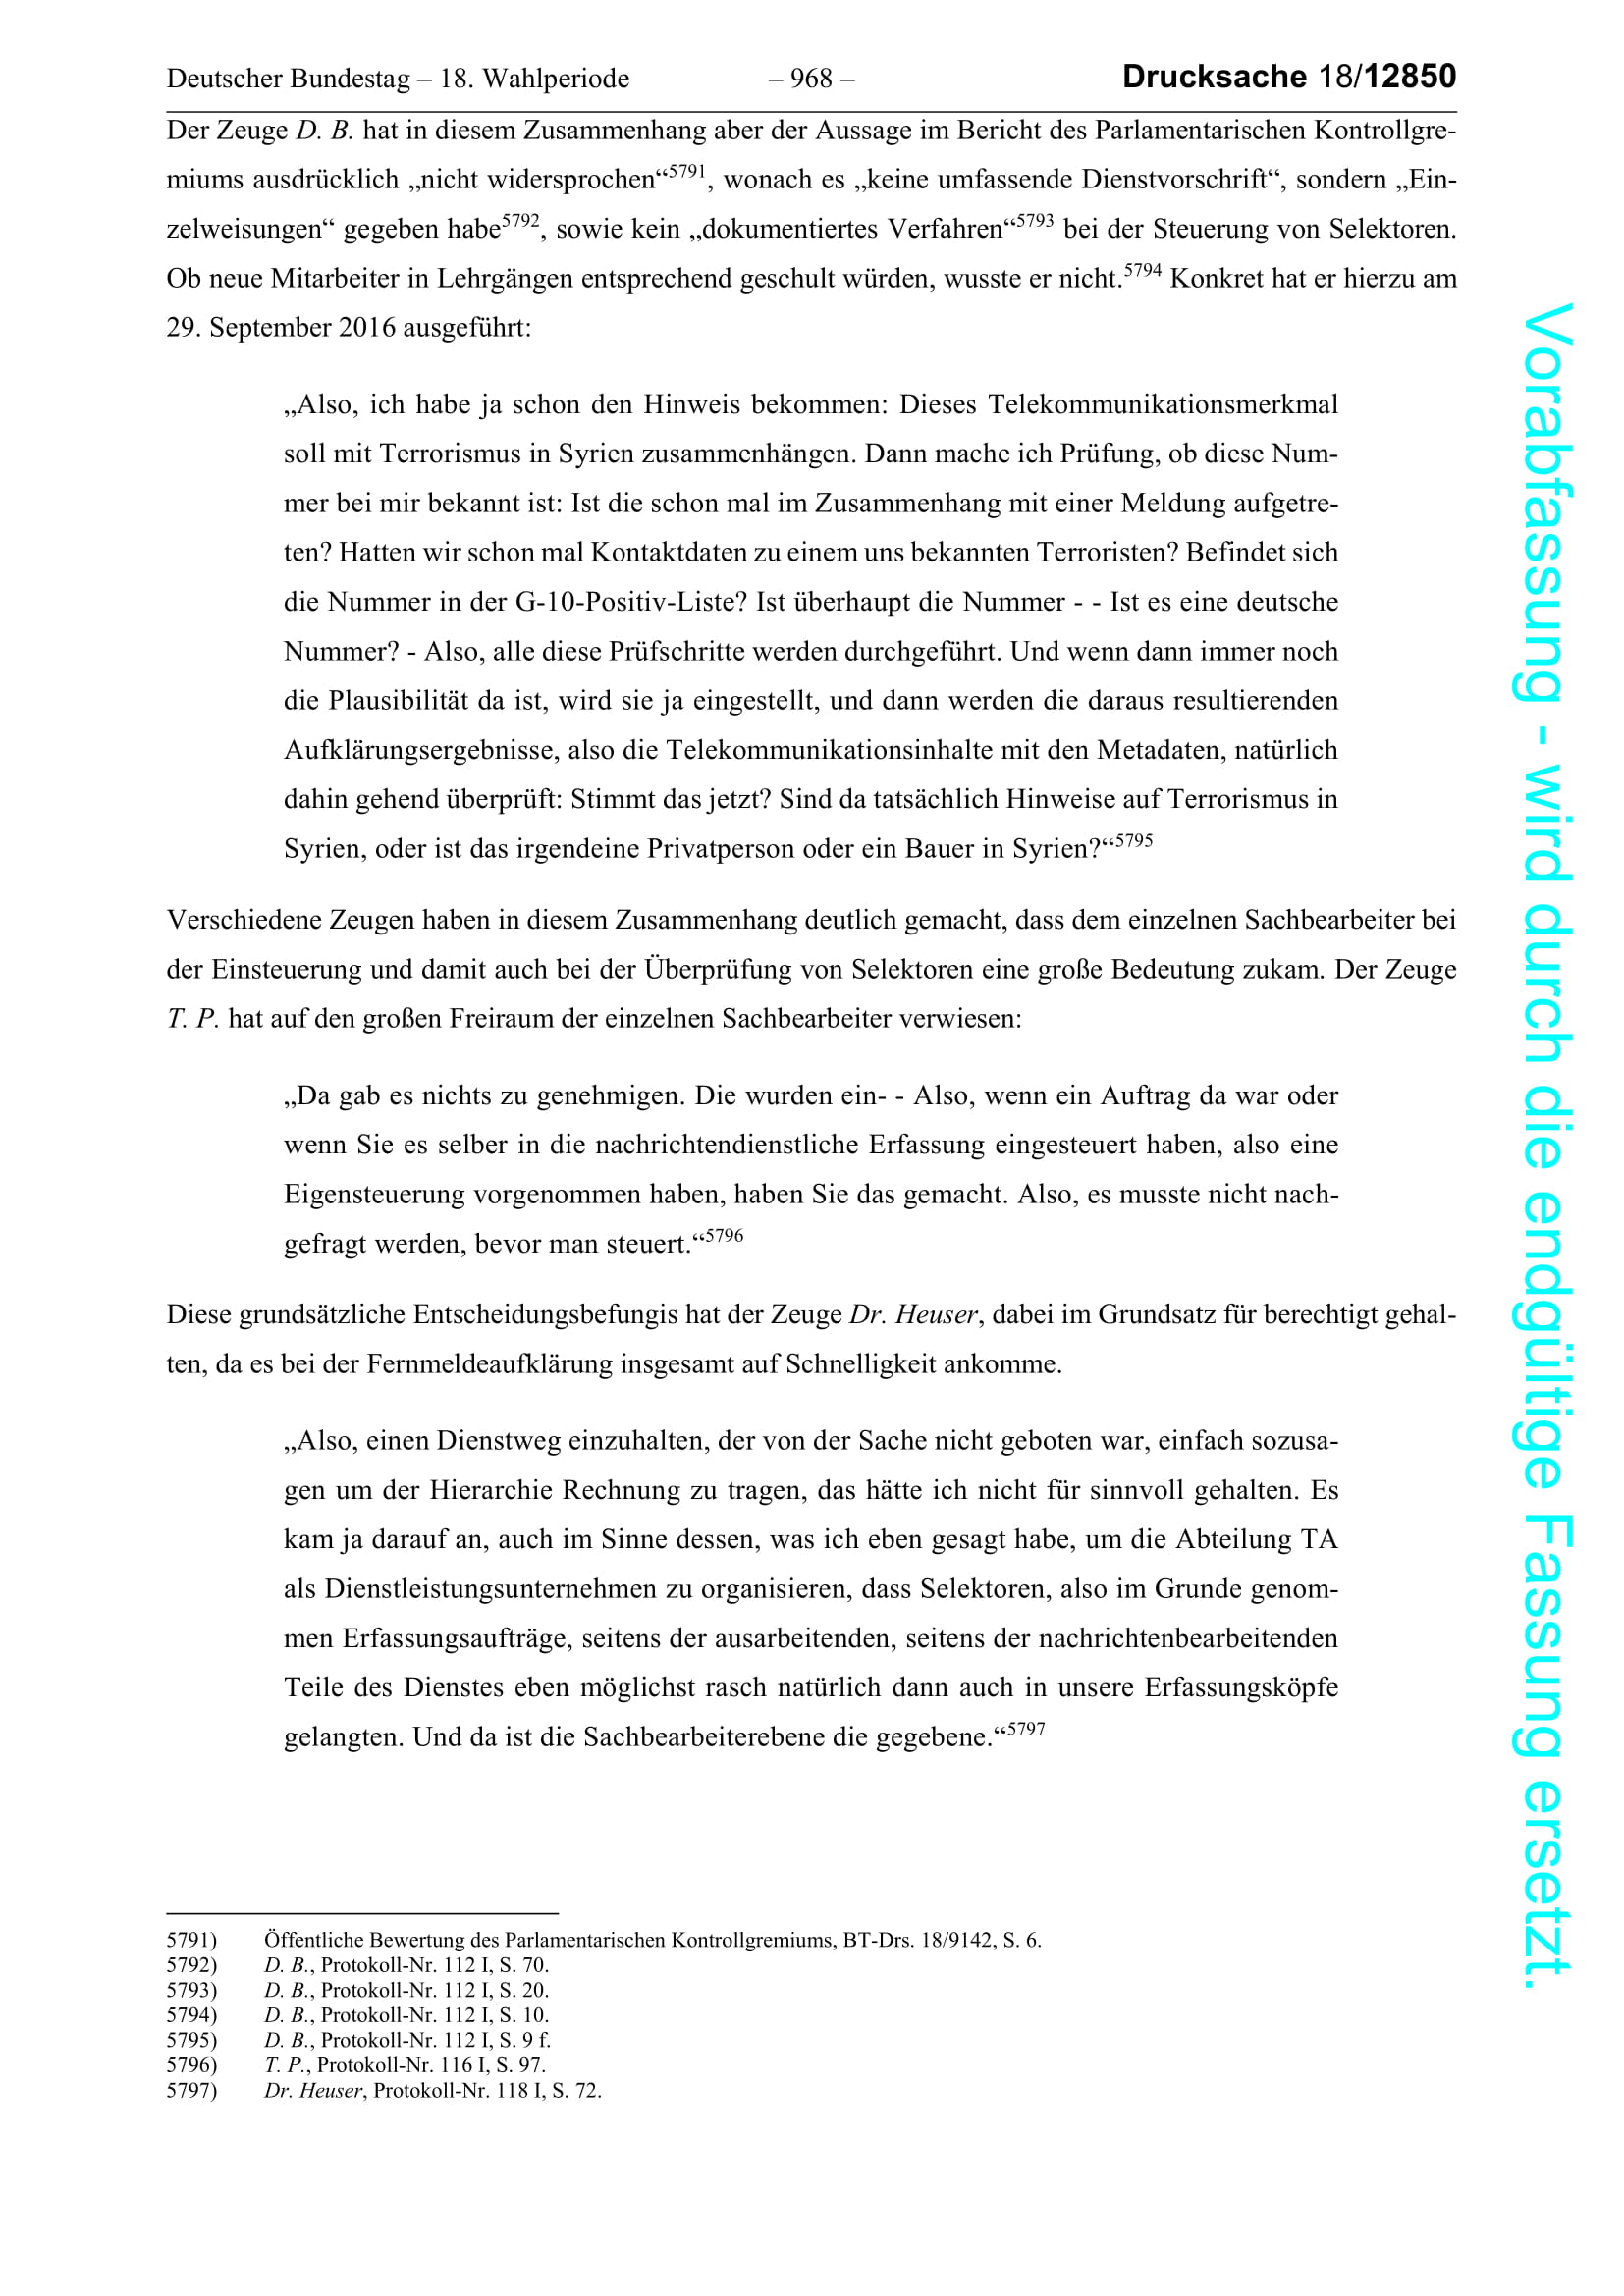 Deutscher Bundestag – 18. Wahlperiode – 968 – Drucksache 18/12850
Der Zeuge D. B. hat in diesem Zusammenhang aber der Aussage im Bericht des Parlamentarischen Kontrollgre-
miums ausdrücklich „nicht widersprochen“5791, wonach es „keine umfassende Dienstvorschrift“, sondern „Ein-
zelweisungen“ gegeben habe5792, sowie kein „dokumentiertes Verfahren“5793 bei der Steuerung von Selektoren.
Ob neue Mitarbeiter in Lehrgängen entsprechend geschult würden, wusste er nicht.5794 Konkret hat er hierzu am
29. September 2016 ausgeführt:
„Also, ich habe ja schon den Hinweis bekommen: Dieses Telekommunikationsmerkmal
soll mit Terrorismus in Syrien zusammenhängen. Dann mache ich Prüfung, ob diese Num-
mer bei mir bekannt ist: Ist die schon mal im Zusammenhang mit einer Meldung aufgetre-
ten? Hatten wir schon mal Kontaktdaten zu einem uns bekannten Terroristen? Befindet sich
die Nummer in der G-10-Positiv-Liste? Ist überhaupt die Nummer - - Ist es eine deutsche
Nummer? - Also, alle diese Prüfschritte werden durchgeführt. Und wenn dann immer noch
die Plausibilität da ist, wird sie ja eingestellt, und dann werden die daraus resultierenden
Aufklärungsergebnisse, also die Telekommunikationsinhalte mit den Metadaten, natürlich
dahin gehend überprüft: Stimmt das jetzt? Sind da tatsächlich Hinweise auf Terrorismus in
Syrien, oder ist das irgendeine Privatperson oder ein Bauer in Syrien?“5795
Verschiedene Zeugen haben in diesem Zusammenhang deutlich gemacht, dass dem einzelnen Sachbearbeiter bei
der Einsteuerung und damit auch bei der Überprüfung von Selektoren eine große Bedeutung zukam. Der Zeuge
T. P. hat auf den großen Freiraum der einzelnen Sachbearbeiter verwiesen:
„Da gab es nichts zu genehmigen. Die wurden ein- - Also, wenn ein Auftrag da war oder
wenn Sie es selber in die nachrichtendienstliche Erfassung eingesteuert haben, also eine
Eigensteuerung vorgenommen haben, haben Sie das gemacht. Also, es musste nicht nach-
gefragt werden, bevor man steuert.“5796
Diese grundsätzliche Entscheidungsbefungis hat der Zeuge Dr. Heuser, dabei im Grundsatz für berechtigt gehal-
ten, da es bei der Fernmeldeaufklärung insgesamt auf Schnelligkeit ankomme.
„Also, einen Dienstweg einzuhalten, der von der Sache nicht geboten war, einfach sozusa-
gen um der Hierarchie Rechnung zu tragen, das hätte ich nicht für sinnvoll gehalten. Es
kam ja darauf an, auch im Sinne dessen, was ich eben gesagt habe, um die Abteilung TA
als Dienstleistungsunternehmen zu organisieren, dass Selektoren, also im Grunde genom-
men Erfassungsaufträge, seitens der ausarbeitenden, seitens der nachrichtenbearbeitenden
Teile des Dienstes eben möglichst rasch natürlich dann auch in unsere Erfassungsköpfe
gelangten. Und da ist die Sachbearbeiterebene die gegebene.“5797
5791) Öffentliche Bewertung des Parlamentarischen Kontrollgremiums, BT-Drs. 18/9142, S. 6.
5792) D. B., Protokoll-Nr. 112 I, S. 70.
5793) D. B., Protokoll-Nr. 112 I, S. 20.
5794) D. B., Protokoll-Nr. 112 I, S. 10.
5795) D. B., Protokoll-Nr. 112 I, S. 9 f.
5796) T. P., Protokoll-Nr. 116 I, S. 97.
5797) Dr. Heuser, Protokoll-Nr. 118 I, S. 72.
Vorabfassung - wird durch die endgültige Fassung ersetzt.